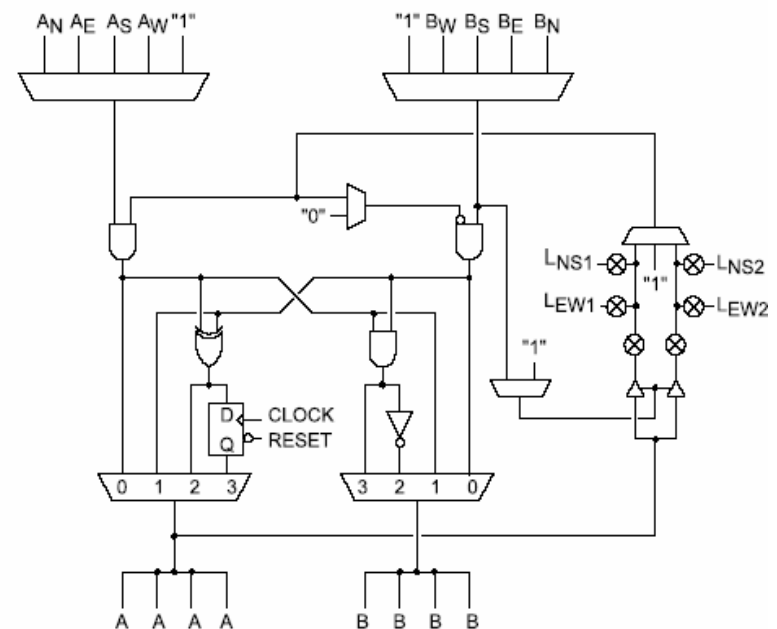 AN AE AS AW "1" "1" BW BS BE BN
"0"
LNS1 LNS2
"1"
LEW1 LEW2
"1"
D CLOCK
Q RESET
0 1 2 3 3 2 1 0
A A A A B B B B